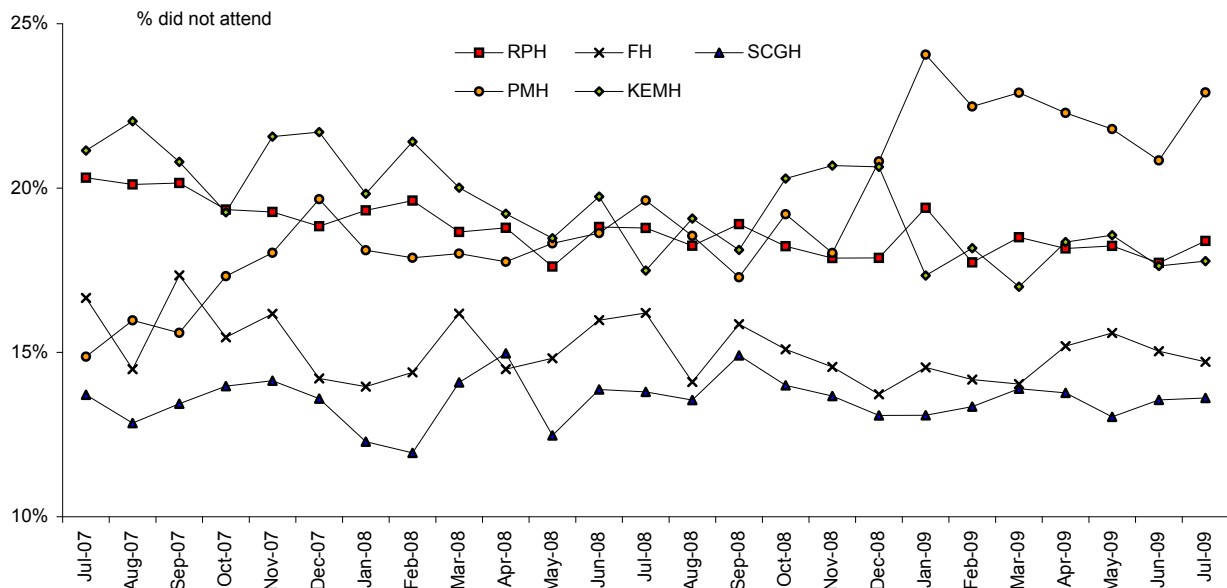 % did not attend
RPH FH SCGH
PMH KEMH
25%
20%
15%
10%
Jul-07
Aug-07
Sep-07
Oct-07
Nov-07
Dec-07
Jan-08
Feb-08
Mar-08
Apr-08
May-08
Jun-08
Jul-08
Aug-08
Sep-08
Oct-08
Nov-08
Dec-08
Jan-09
Feb-09
Mar-09
Apr-09
May-09
Jun-09
Jul-09